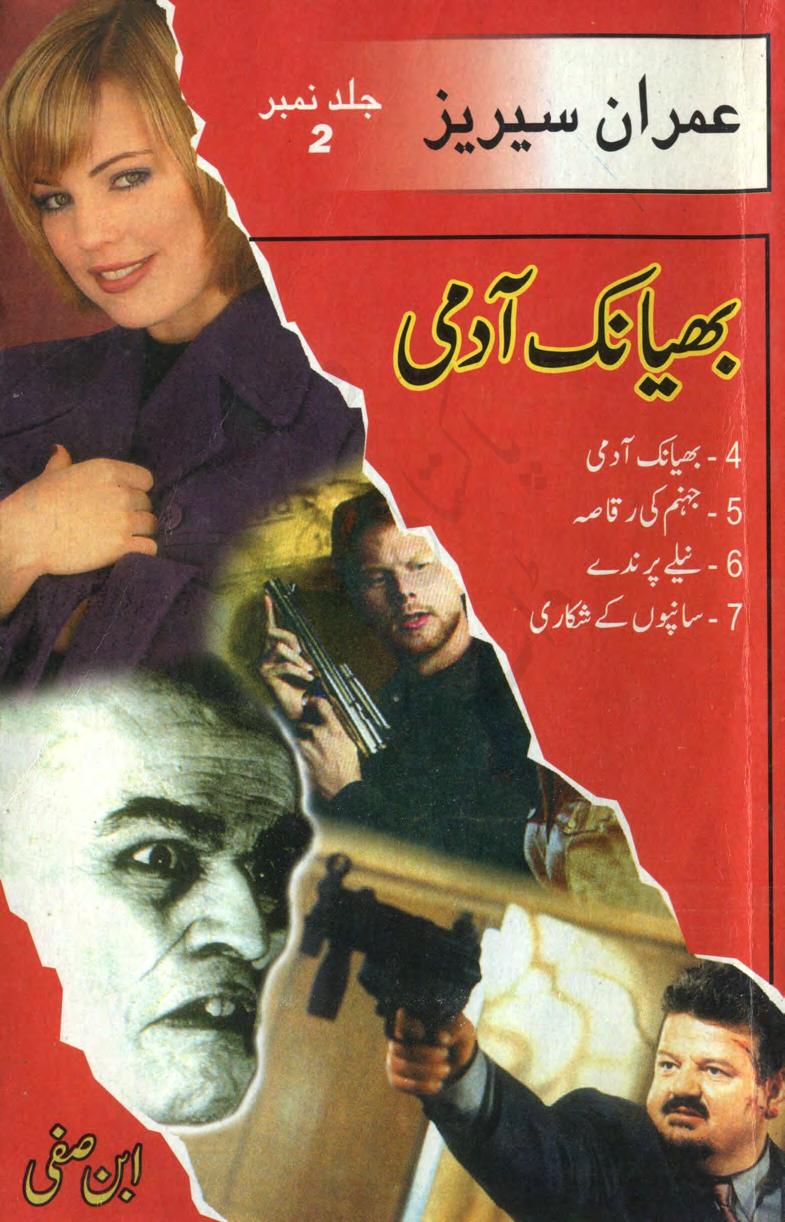 عمران سیریز
جلد نمبر
2
بھیانک آدمی
4 - بھیانک آدمی
5 - جہنم کی رقاصہ
6 - نیلے پرندے
7 - سانپوں کے شکاری
ابن صفی